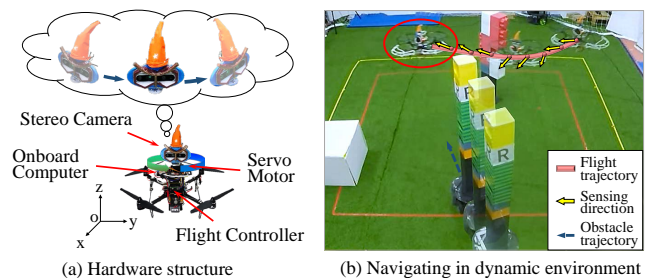 Stereo Camera
Onboard
Computer
Servo
Motor
Flight Controller
z
o
y
x
(a) Hardware structure
R
R
Flight
trajectory
Sensing
direction
Obstacle
trajectory
(b) Navigating in dynamic environment